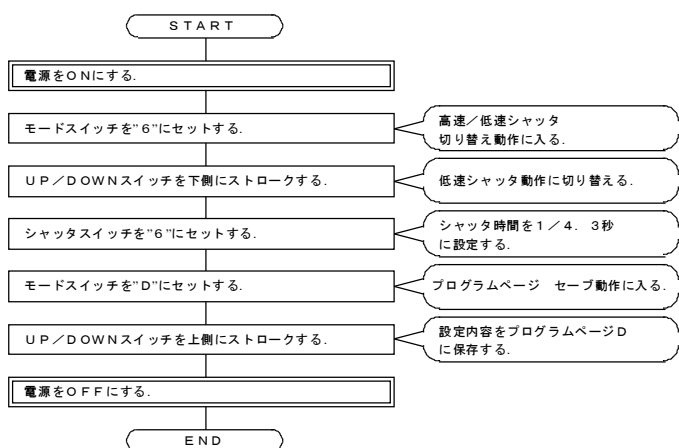 ＳＴＡＲＴ
電源をＯＮにする.
モードスイッチを”６”にセットする.
高速／低速シャッタ
切り替え動作に入る.
ＵＰ／ＤＯＷＮスイッチを下側にストロークする.
低速シャッタ動作に切り替える.
シャッタスイッチを”６”にセットする.
シャッタ時間を１／４．３秒
に設定する.
モードスイッチを”Ｄ”にセットする.
プログラムページ　セーブ動作に入る.
ＵＰ／ＤＯＷＮスイッチを上側にストロークする.
設定内容をプログラムページＤ
に保存する.
電源をＯＦＦにする.
ＥＮＤ